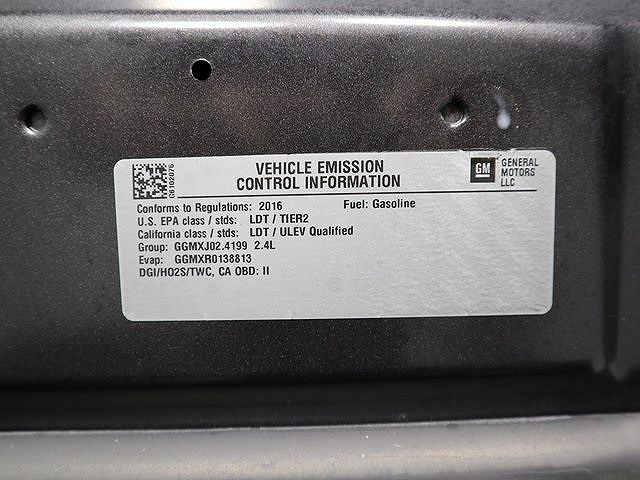 VEHICLE EMISSION
CONTROL INFORMATION
GM
GENERAL
MOTORS
LLC
Conforms to Regulations: 2016 Fuel: Gasoline
U.S. EPA class / stds: LDT / TIER2
California class / stds: LDT / ULEV Qualified
Group: GGMXJ02.4199 2.4L
Evap: GGMXR0138813
DGI/HO2S/TWC, CA OBD: II